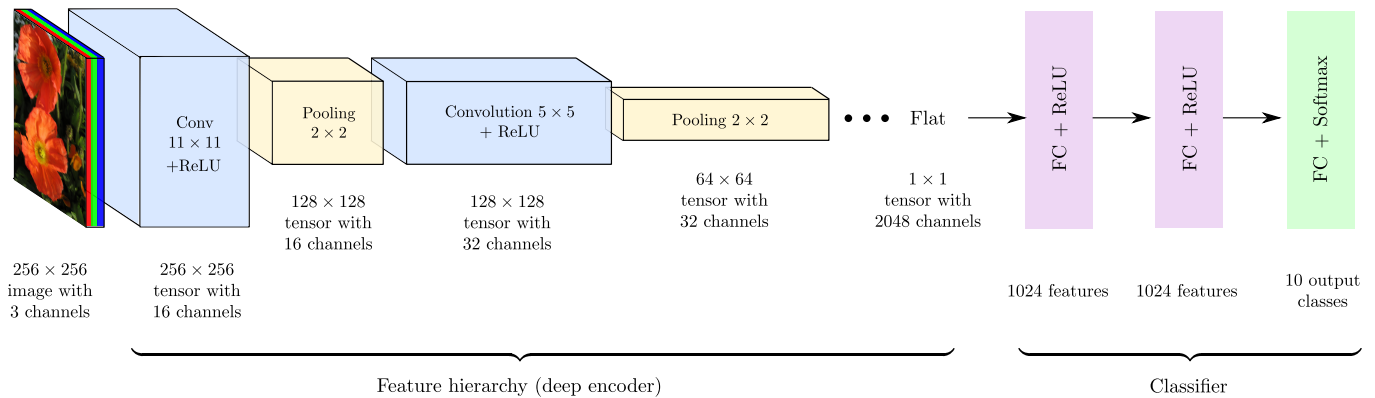 Conv
11 × 11
+ReLU
Pooling
2 × 2
Convolution 5 × 5
+ ReLU
Pooling 2 × 2
Flat
FC + ReLU
FC + ReLU
FC + Softmax
256 × 256
image with
3 channels
256 × 256
tensor with
16 channels
128 × 128
tensor with
16 channels
128 × 128
tensor with
32 channels
64 × 64
tensor with
32 channels
1 × 1
tensor with
2048 channels
1024 features
1024 features
10 output
classes
Feature hierarchy (deep encoder)
Classifier